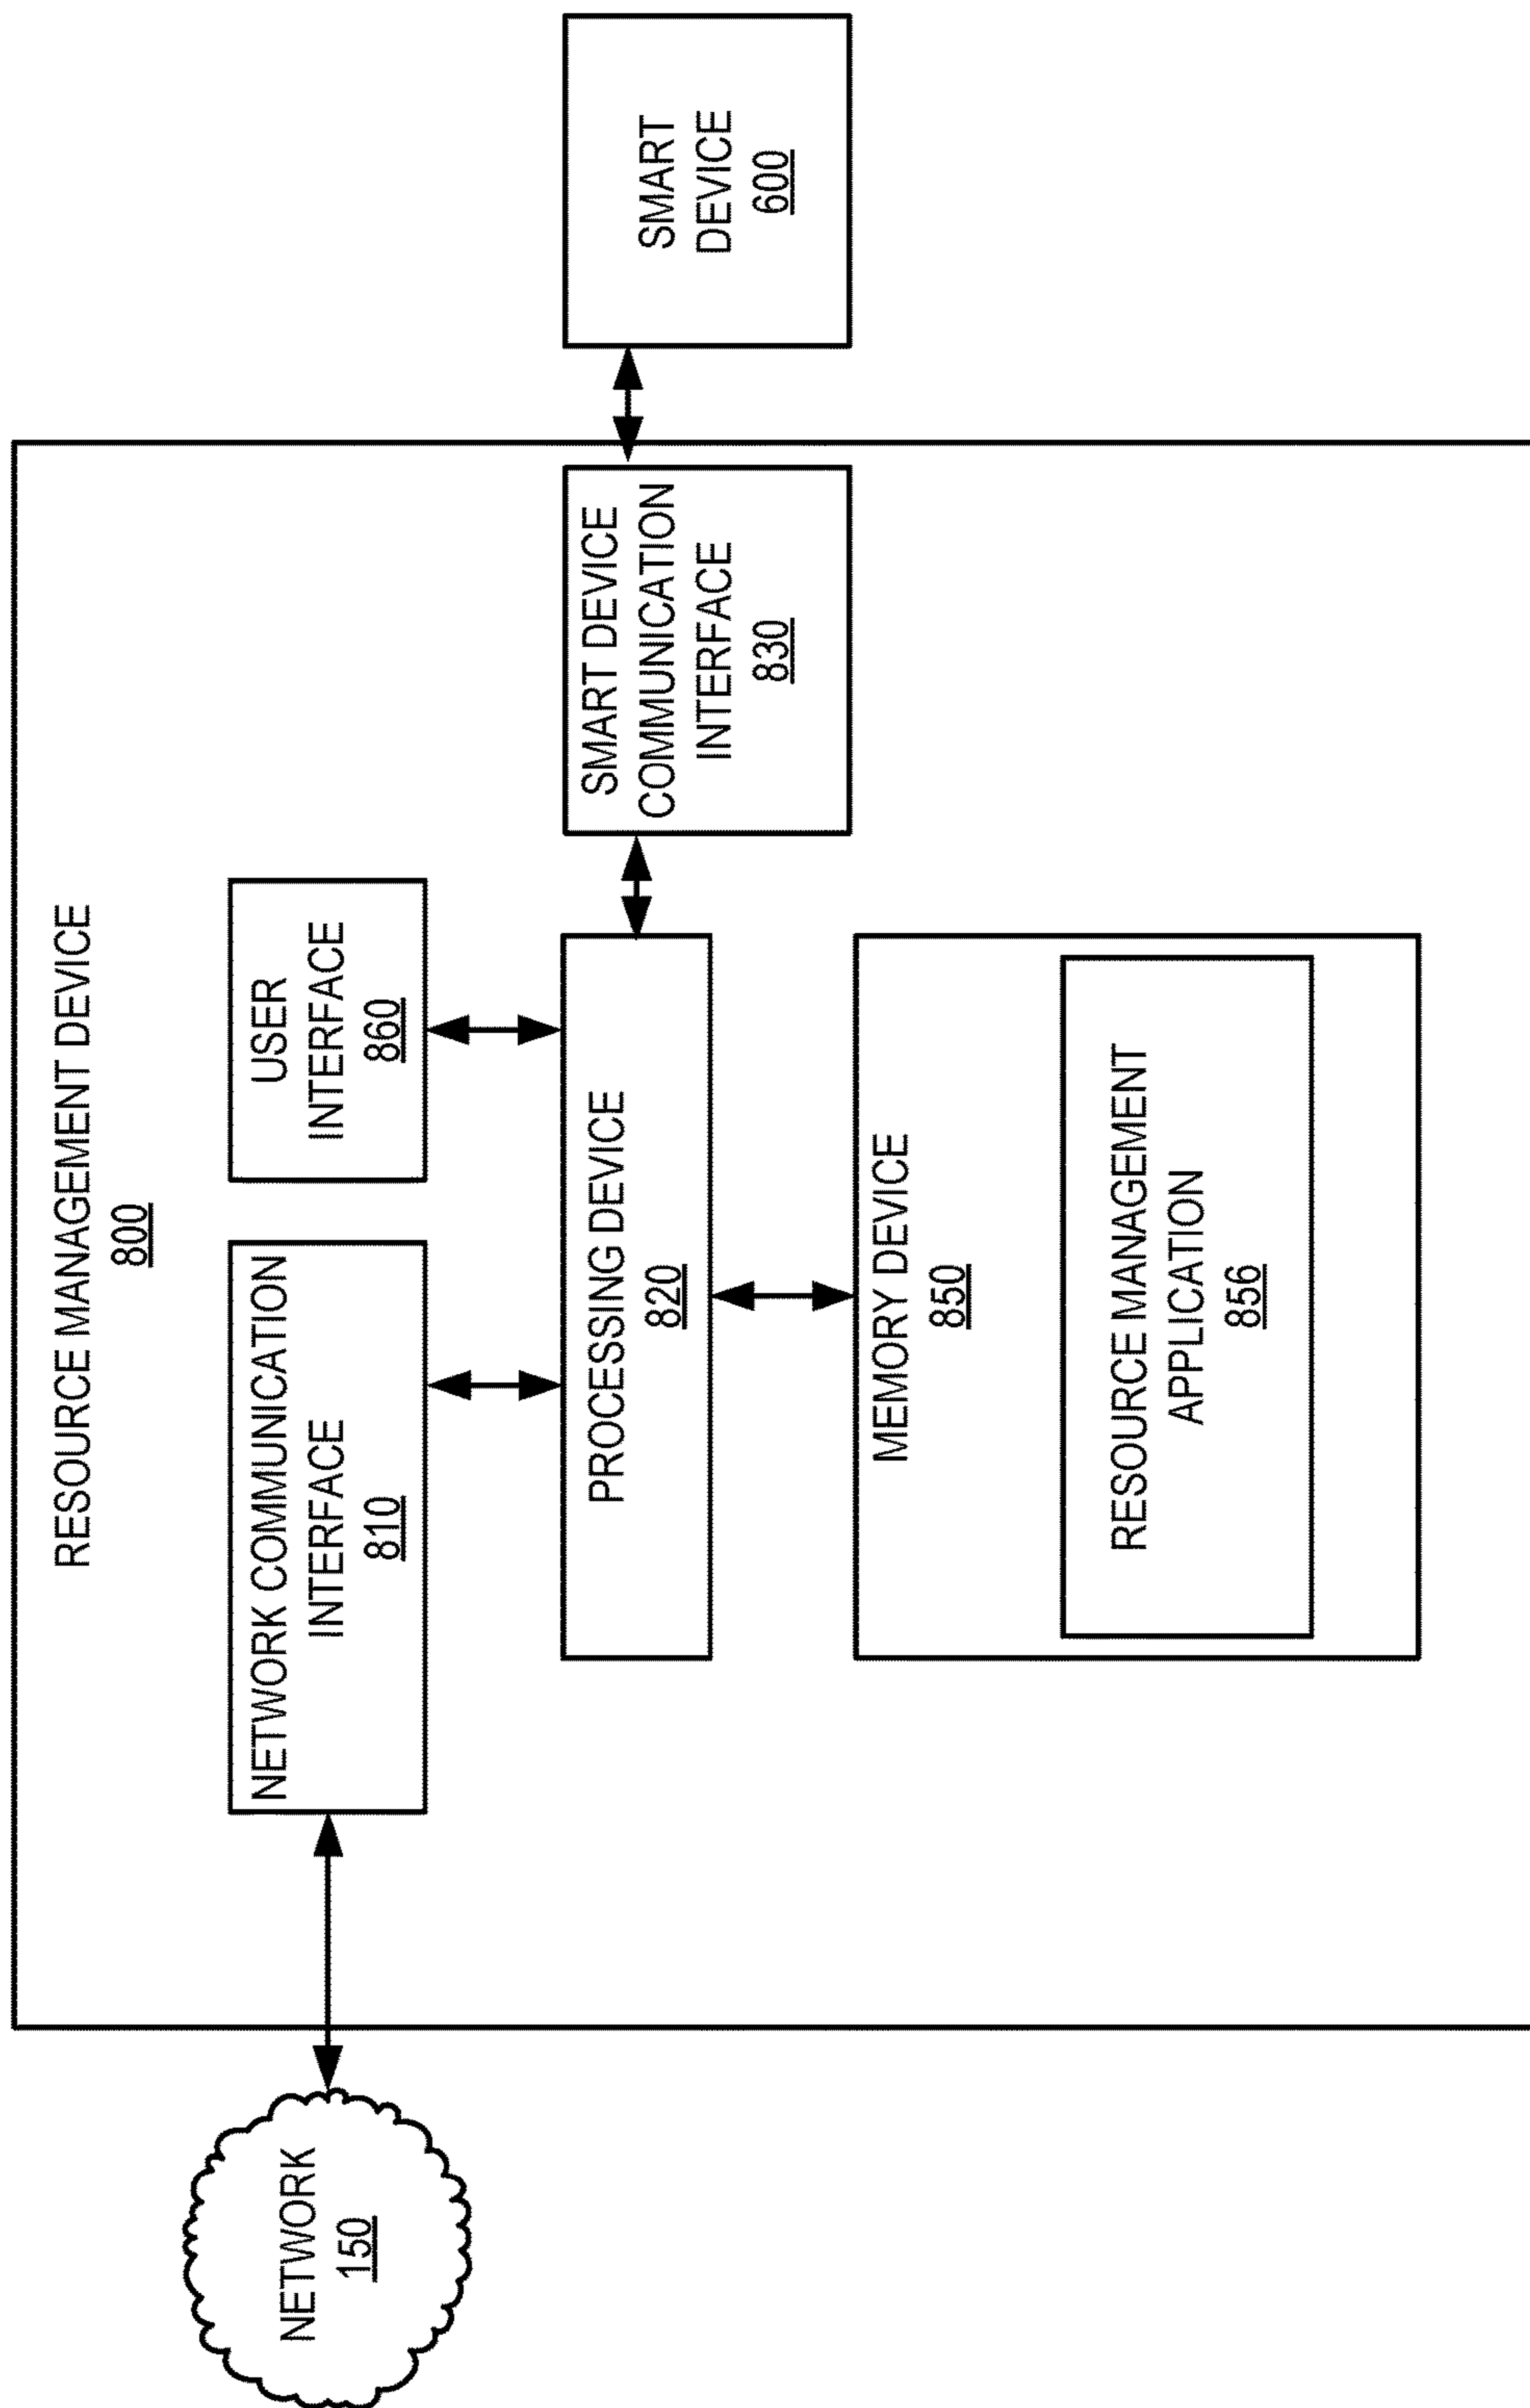 RESOURCE MANAGEMENT DEVICE
800
NETWORK
150
NETWORK COMMUNICATION
INTERFACE
810
USER
INTERFACE
860
PROCESSING DEVICE
820
SMART DEVICE
COMMUNICATION
INTERFACE
830
SMART
DEVICE
600
MEMORY DEVICE
850
RESOURCE MANAGEMENT
APPLICATION
856